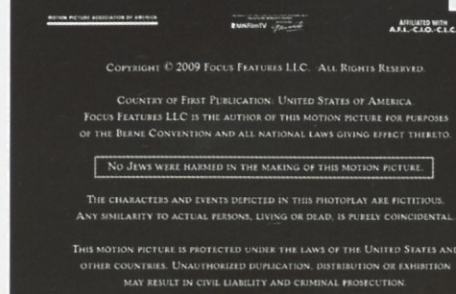 MOTION PICTURE ASSOCIATION OF AMERICA
MNFilmTV
AFFILIATED WITH
A.F.L.-C.I.O.-C.L.C.
COPYRIGHT © 2009 FOCUS FEATURES LLC. ALL RIGHTS RESERVED.
COUNTRY OF FIRST PUBLICATION: UNITED STATES OF AMERICA.
FOCUS FEATURES LLC IS THE AUTHOR OF THIS MOTION PICTURE FOR PURPOSES
OF THE BERNE CONVENTION AND ALL NATIONAL LAWS GIVING EFFECT THERETO.
NO JEWS WERE HARMED IN THE MAKING OF THIS MOTION PICTURE.
THE CHARACTERS AND EVENTS DEPICTED IN THIS PHOTOPLAY ARE FICTITIOUS.
ANY SIMILARITY TO ACTUAL PERSONS, LIVING OR DEAD, IS PURELY COINCIDENTAL.
THIS MOTION PICTURE IS PROTECTED UNDER THE LAWS OF THE UNITED STATES AND
OTHER COUNTRIES. UNAUTHORIZED DUPLICATION, DISTRIBUTION OR EXHIBITION
MAY RESULT IN CIVIL LIABILITY AND CRIMINAL PROSECUTION.